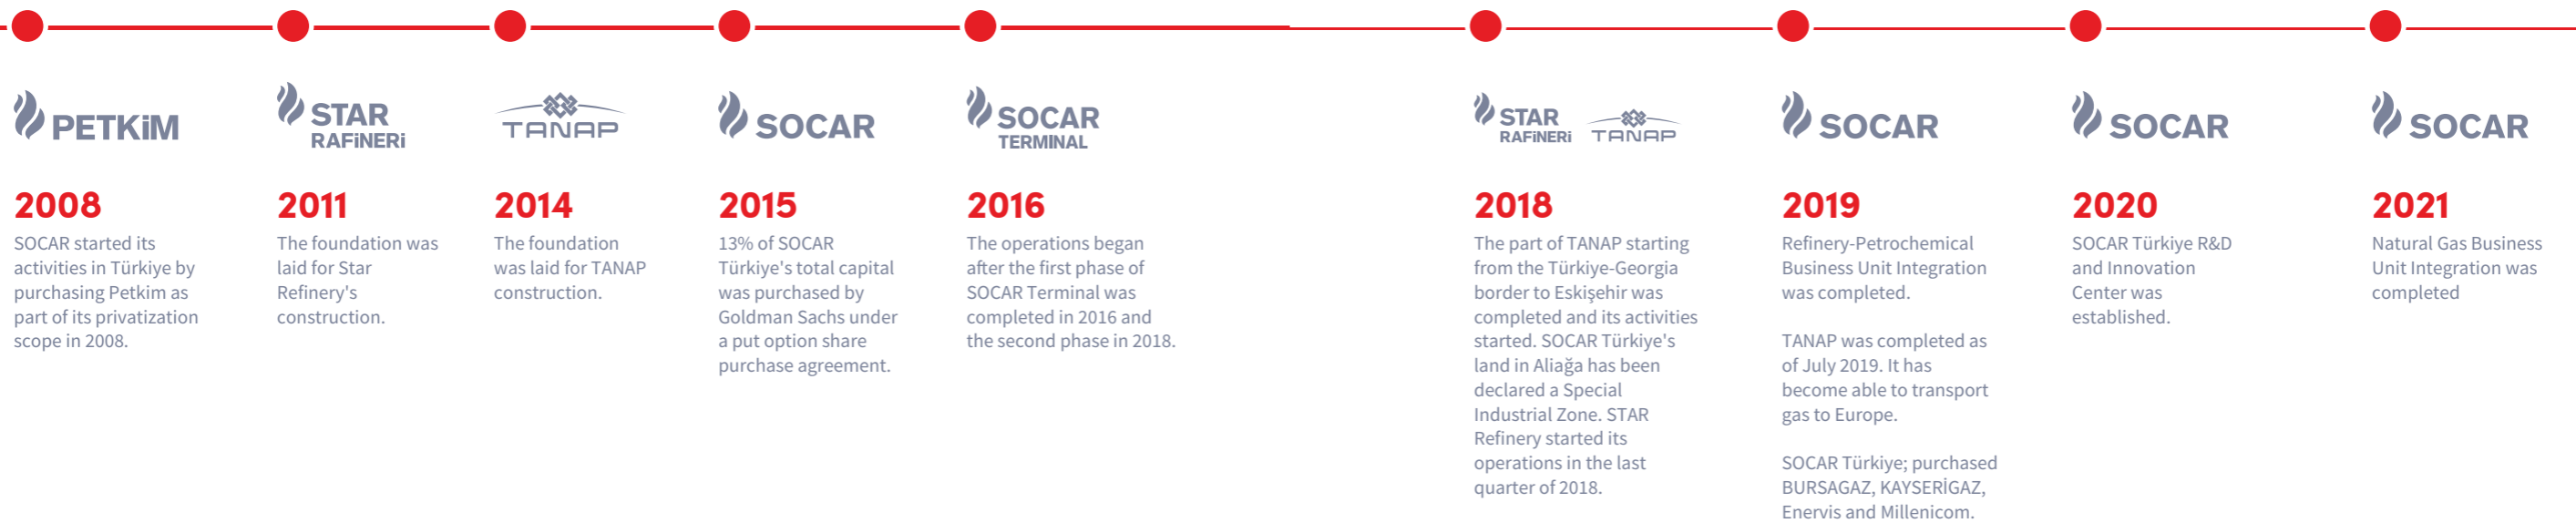 PETKiM
2008
SOCAR started its
activities in Türkiye by
purchasing Petkim as
part of its privatization
scope in 2008.
STAR
RAFiNERi
2011
The foundation was
laid for Star
Refinery's
construction.
TANAP
2014
The foundation
was laid for TANAP
construction.
SOCAR
2015
13% of SOCAR
Türkiye's total capital
was purchased by
Goldman Sachs under
a put option share
purchase agreement.
SOCAR
TERMINAL
2016
The operations began
after the first phase of
SOCAR Terminal was
completed in 2016 and
the second phase in 2018.
STAR
RAFiNERi
TANAP
2018
The part of TANAP starting
from the Türkiye-Georgia
border to Eskişehir was
completed and its activities
started. SOCAR Türkiye's
land in Aliağa has been
declared a Special
Industrial Zone. STAR
Refinery started its
operations in the last
quarter of 2018.
SOCAR
2019
Refinery-Petrochemical
Business Unit Integration
was completed.
TANAP was completed as
of July 2019. It has
become able to transport
gas to Europe.
SOCAR Türkiye; purchased
BURSAGAZ, KAYSERİGAZ,
Enervis and Millenicom.
SOCAR
2020
SOCAR Türkiye R&D
and Innovation
Center was
established.
SOCAR
2021
Natural Gas Business
Unit Integration was
completed